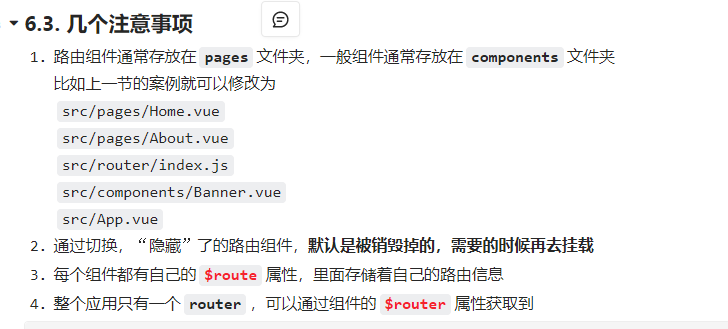 6.3. 几个注意事项
1. 路由组件通常存放在 pages 文件夹，一般组件通常存放在 components 文件夹
比如上一节的案例就可以修改为
src/pages/Home.vue
src/pages/About.vue
src/router/index.js
src/components/Banner.vue
src/App.vue
2. 通过切换，“隐藏”了的路由组件，默认是被销毁掉的，需要的时候再去挂载
3. 每个组件都有自己的 $route 属性，里面存储着自己的路由信息
4. 整个应用只有一个 router ，可以通过组件的 $router 属性获取到